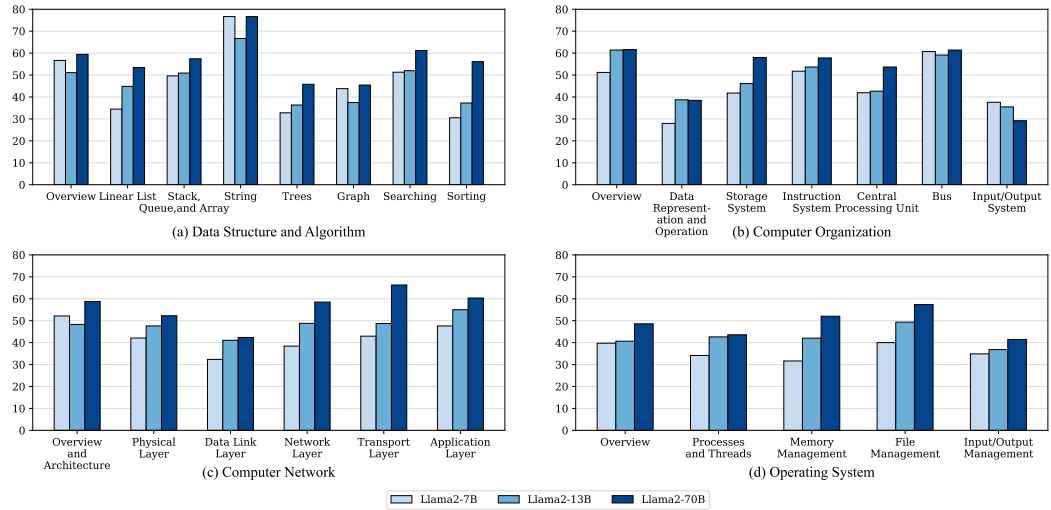 80
70
60
50
40
30
20
10
0
Overview Linear List Stack, String Trees Graph Searching Sorting
Queue,and Array
(a) Data Structure and Algorithm
80
70
60
50
40
30
20
10
0
Overview Data Storage Instruction Central Bus Input/Output
Represent- System System Processing Unit System
ation and
Operation
(b) Computer Organization
80
70
60
50
40
30
20
10
0
Overview Physical Data Link Network Transport Application
and Layer Layer Layer Layer Layer
Architecture
(c) Computer Network
80
70
60
50
40
30
20
10
0
Overview Processes Memory File Input/Output
and Threads Management Management Management
(d) Operating System
Llama2-7B Llama2-13B Llama2-70B